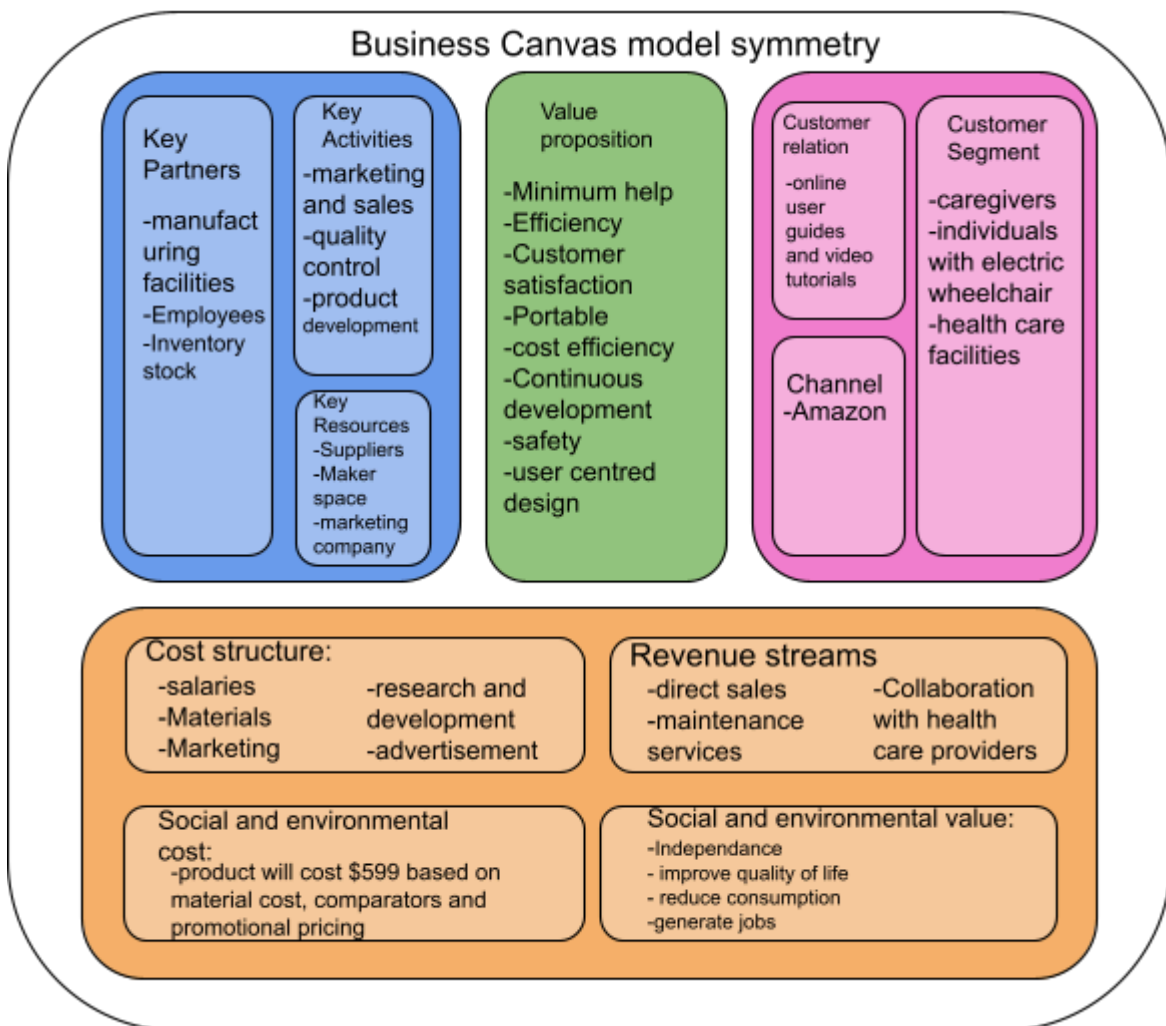 Business Canvas model symmetry
Key
Partners
-manufact
uring
facilities
-Employees
-Inventory
stock
Key
Activities
-marketing
and sales
-quality
control
-product
development
Key
Resources
-Suppliers
-Maker
space
-marketing
company
Value
proposition
-Minimum help
-Efficiency
-Customer
satisfaction
-Portable
-cost efficiency
-Continuous
development
-safety
-user centred
design
Customer
relation
-online
user
guides
and video
tutorials
Channel
-Amazon
Customer
Segment
-caregivers
-individuals
with electric
wheelchair
-health care
facilities
Cost structure:
-salaries
-Materials
-Marketing
-research and
development
-advertisement
Revenue streams
-direct sales
-maintenance
services
-Collaboration
with health
care providers
Social and environmental
cost:
-product will cost $599 based on
material cost, comparators and
promotional pricing
Social and environmental value:
-Independance
- improve quality of life
- reduce consumption
-generate jobs